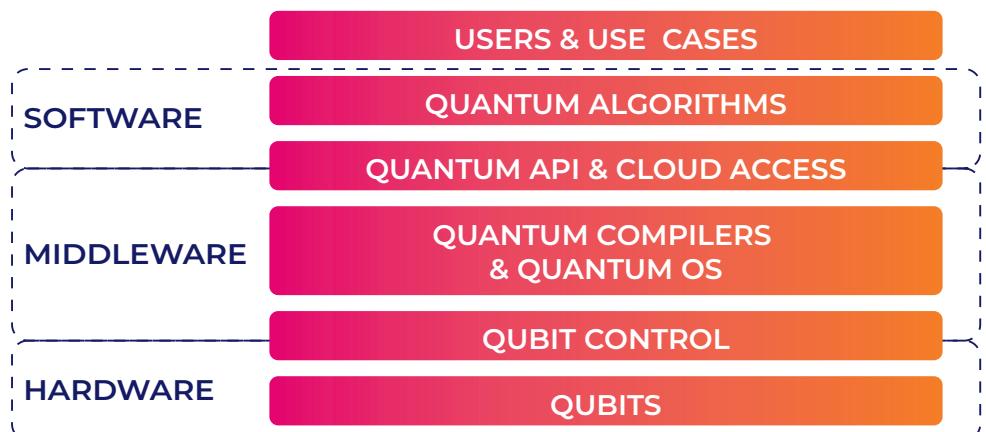 USERS & USE CASES
SOFTWARE
QUANTUM ALGORITHMS
QUANTUM API & CLOUD ACCESS
MIDDLEWARE
QUANTUM COMPILERS
& QUANTUM OS
QUBIT CONTROL
HARDWARE
QUBITS